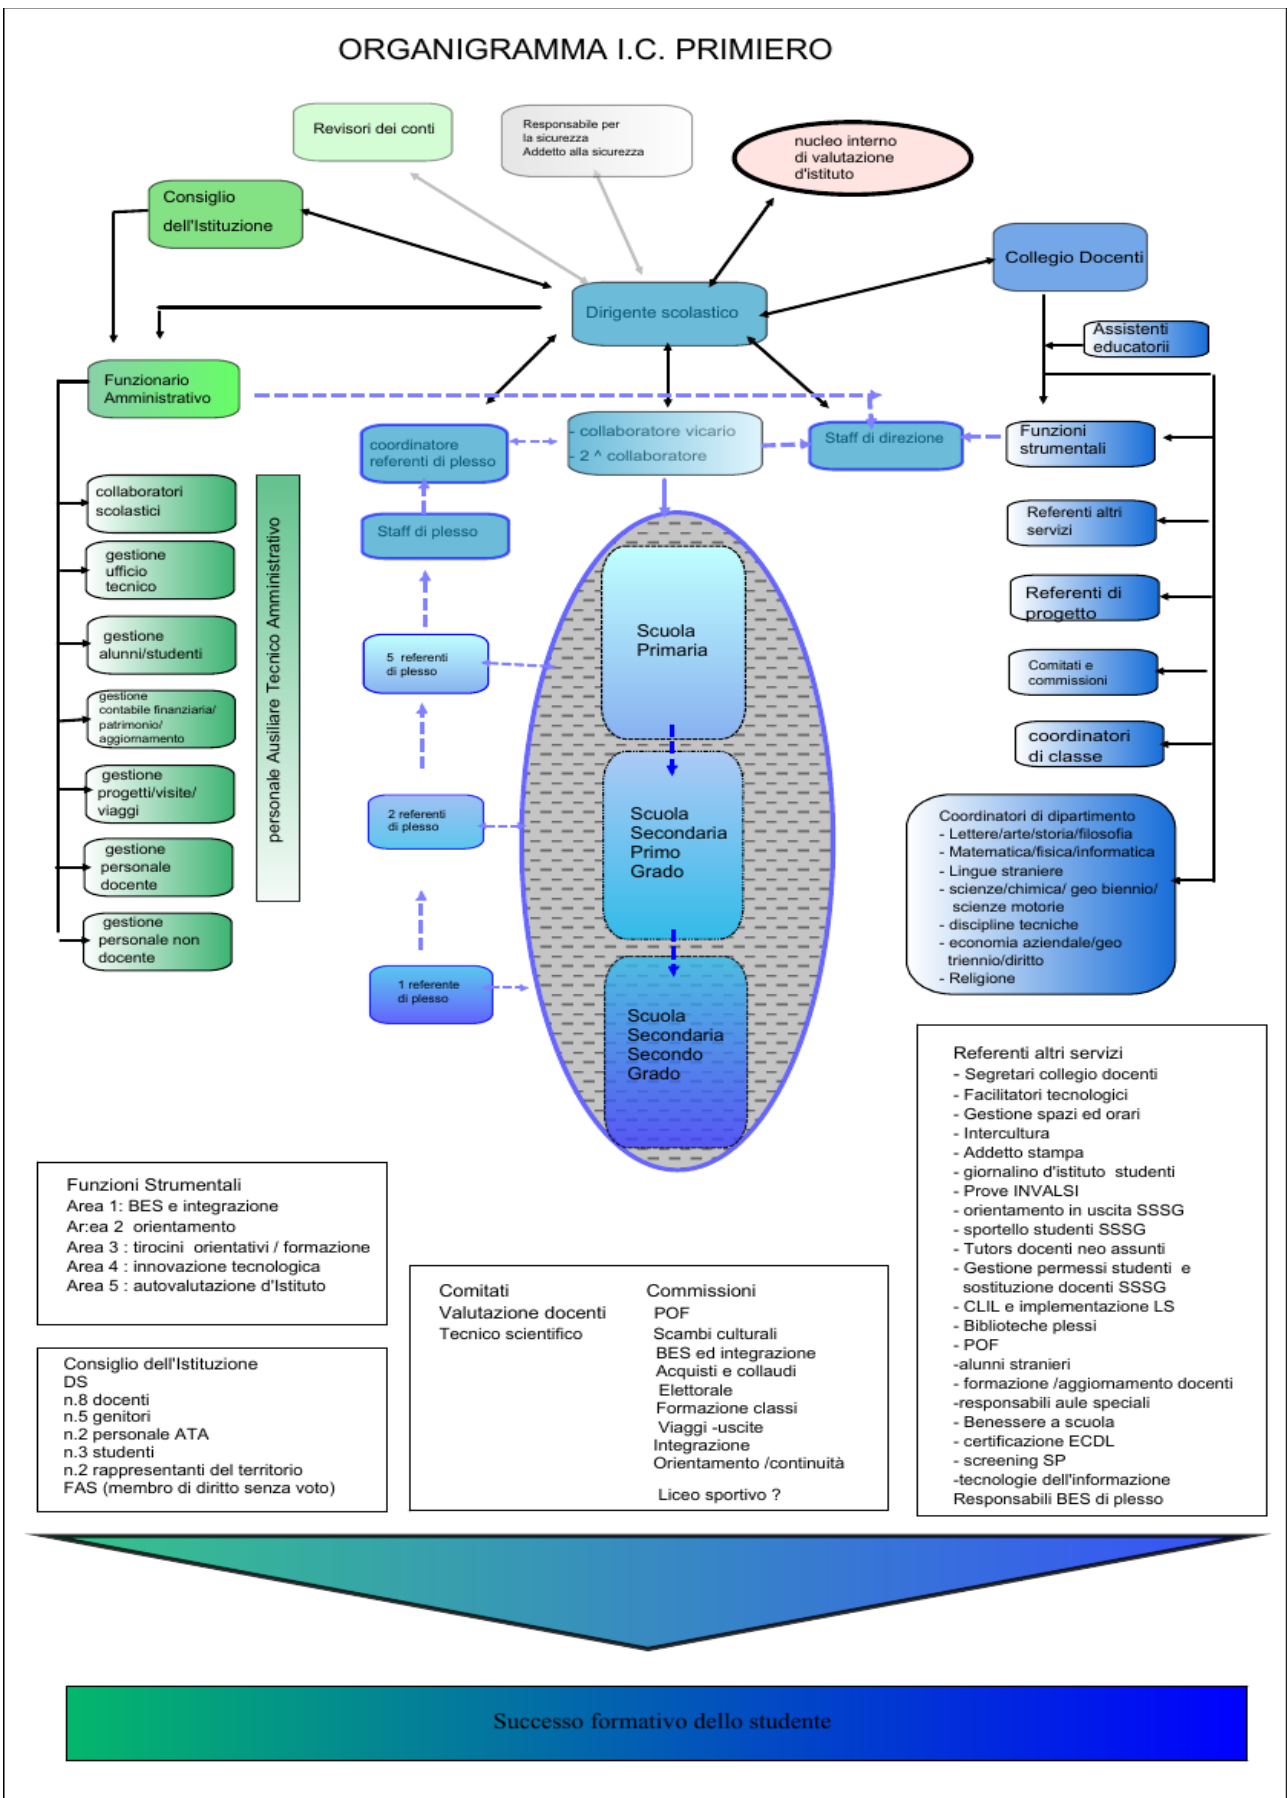 ORGANIGRAMMA I.C. PRIMIERO
Revisori dei conti
Responsabile per
la sicurezza
Addetto alla sicurezza
nucleo interno
di valutazione
d'istituto
Consiglio
dell'Istituzione
Collegio Docenti
Dirigente scolastico
Assistenti
educatorii
Funzionario
Amministrativo
coordinatore
referenti di plesso
- collaboratore vicario
- 2 ^ collaboratore
Staff di direzione
Funzioni
strumentali
collaboratori
scolastici
gestione
ufficio
tecnico
gestione
alunni/studenti
gestione
contabile finanziaria/
patrimonio/
aggiornamento
gestione
progetti/visite/
viaggi
gestione
personale
docente
gestione
personale non
docente
personale Ausiliare Tecnico Amministrativo
Staff di plesso
5 referenti
di plesso
2 referenti
di plesso
1 referente
di plesso
Scuola
Primaria
Scuola
Secondaria
Primo
Grado
Scuola
Secondaria
Secondo
Grado
Referenti altri
servizi
Referenti di
progetto
Comitati e
commissioni
coordinatori
di classe
Coordinatori di dipartimento
- Lettere/arte/storia/filosofia
- Matematica/fisica/informatica
- Lingue straniere
- scienze/chimica/ geo biennio/
scienze motorie
- discipline tecniche
- economia aziendale/geo
triennio/diritto
- Religione
Referenti altri servizi
- Segretari collegio docenti
- Facilitatori tecnologici
- Gestione spazi ed orari
- Intercultura
- Addetto stampa
- giornalino d'istituto studenti
- Prove INVALSI
- orientamento in uscita SSSG
- sportello studenti SSSG
- Tutors docenti neo assunti
- Gestione permessi studenti e
sostituzione docenti SSSG
- CLIL e implementazione LS
- Biblioteche plessi
- POF
-alunni stranieri
- formazione /aggiornamento docenti
-responsabili aule speciali
- Benessere a scuola
- certificazione ECDL
- screening SP
-tecnologie dell'informazione
Responsabili BES di plesso
Funzioni Strumentali
Area 1: BES e integrazione
Ar:ea 2 orientamento
Area 3 : tirocini orientativi / formazione
Area 4 : innovazione tecnologica
Area 5 : autovalutazione d'Istituto
Consiglio dell'Istituzione
DS
n.8 docenti
n.5 genitori
n.2 personale ATA
n.3 studenti
n.2 rappresentanti del territorio
FAS (membro di diritto senza voto)
Comitati
Valutazione docenti
Tecnico scientifico
Commissioni
POF
Scambi culturali
BES ed integrazione
Acquisti e collaudi
Elettorale
Formazione classi
Viaggi -uscite
Integrazione
Orientamento /continuità
Liceo sportivo ?
Successo formativo dello studente